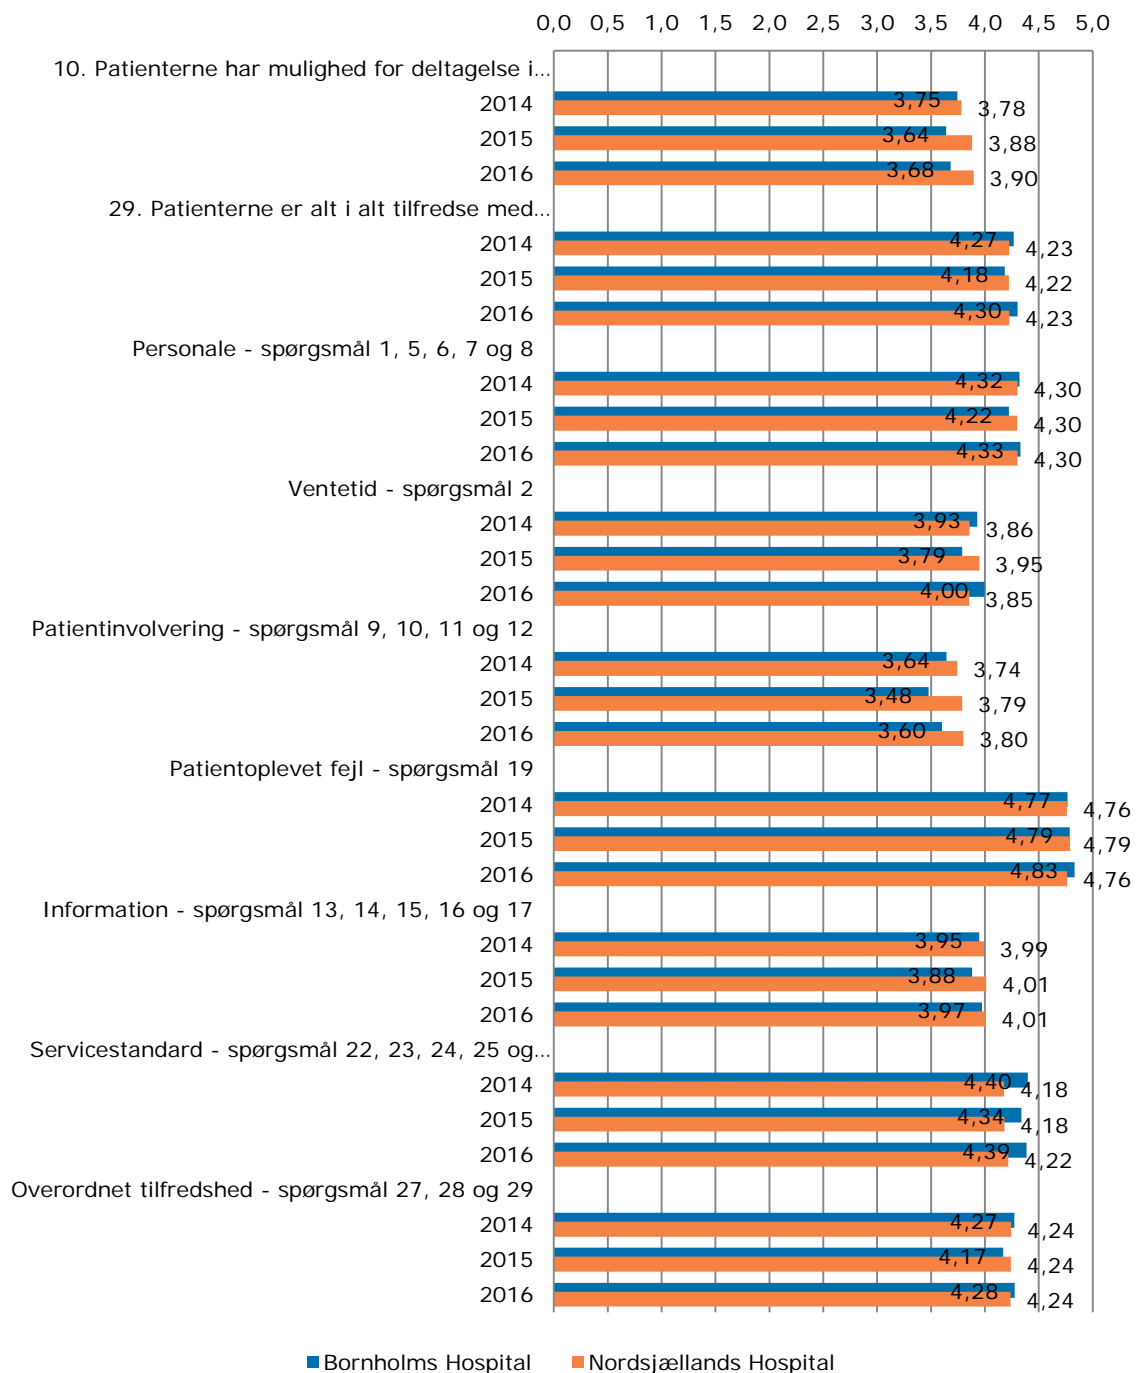 0,0 0,5 1,0 1,5 2,0 2,5 3,0 3,5 4,0 4,5 5,0
10. Patienterne har mulighed for deltagelse i...
2014 3,75 3,78
2015 3,64 3,88
2016 3,68 3,90
29. Patienterne er alt i alt tilfredse med...
2014 4,27 4,23
2015 4,18 4,22
2016 4,30 4,23
Personale - spørgsmål 1, 5, 6, 7 og 8
2014 4,32 4,30
2015 4,22 4,30
2016 4,33 4,30
Ventetid - spørgsmål 2
2014 3,93 3,86
2015 3,79 3,95
2016 4,00 3,85
Patientinvolvering - spørgsmål 9, 10, 11 og 12
2014 3,64 3,74
2015 3,48 3,79
2016 3,60 3,80
Patientoplevet fejl - spørgsmål 19
2014 4,77 4,76
2015 4,79 4,79
2016 4,83 4,76
Information - spørgsmål 13, 14, 15, 16 og 17
2014 3,95 3,99
2015 3,88 4,01
2016 3,97 4,01
Servicestandard - spørgsmål 22, 23, 24, 25 og...
2014 4,40 4,18
2015 4,34 4,18
2016 4,39 4,22
Overordnet tilfredshed - spørgsmål 27, 28 og 29
2014 4,27 4,24
2015 4,17 4,24
2016 4,28 4,24
Bornholms Hospital Nordsjællands Hospital